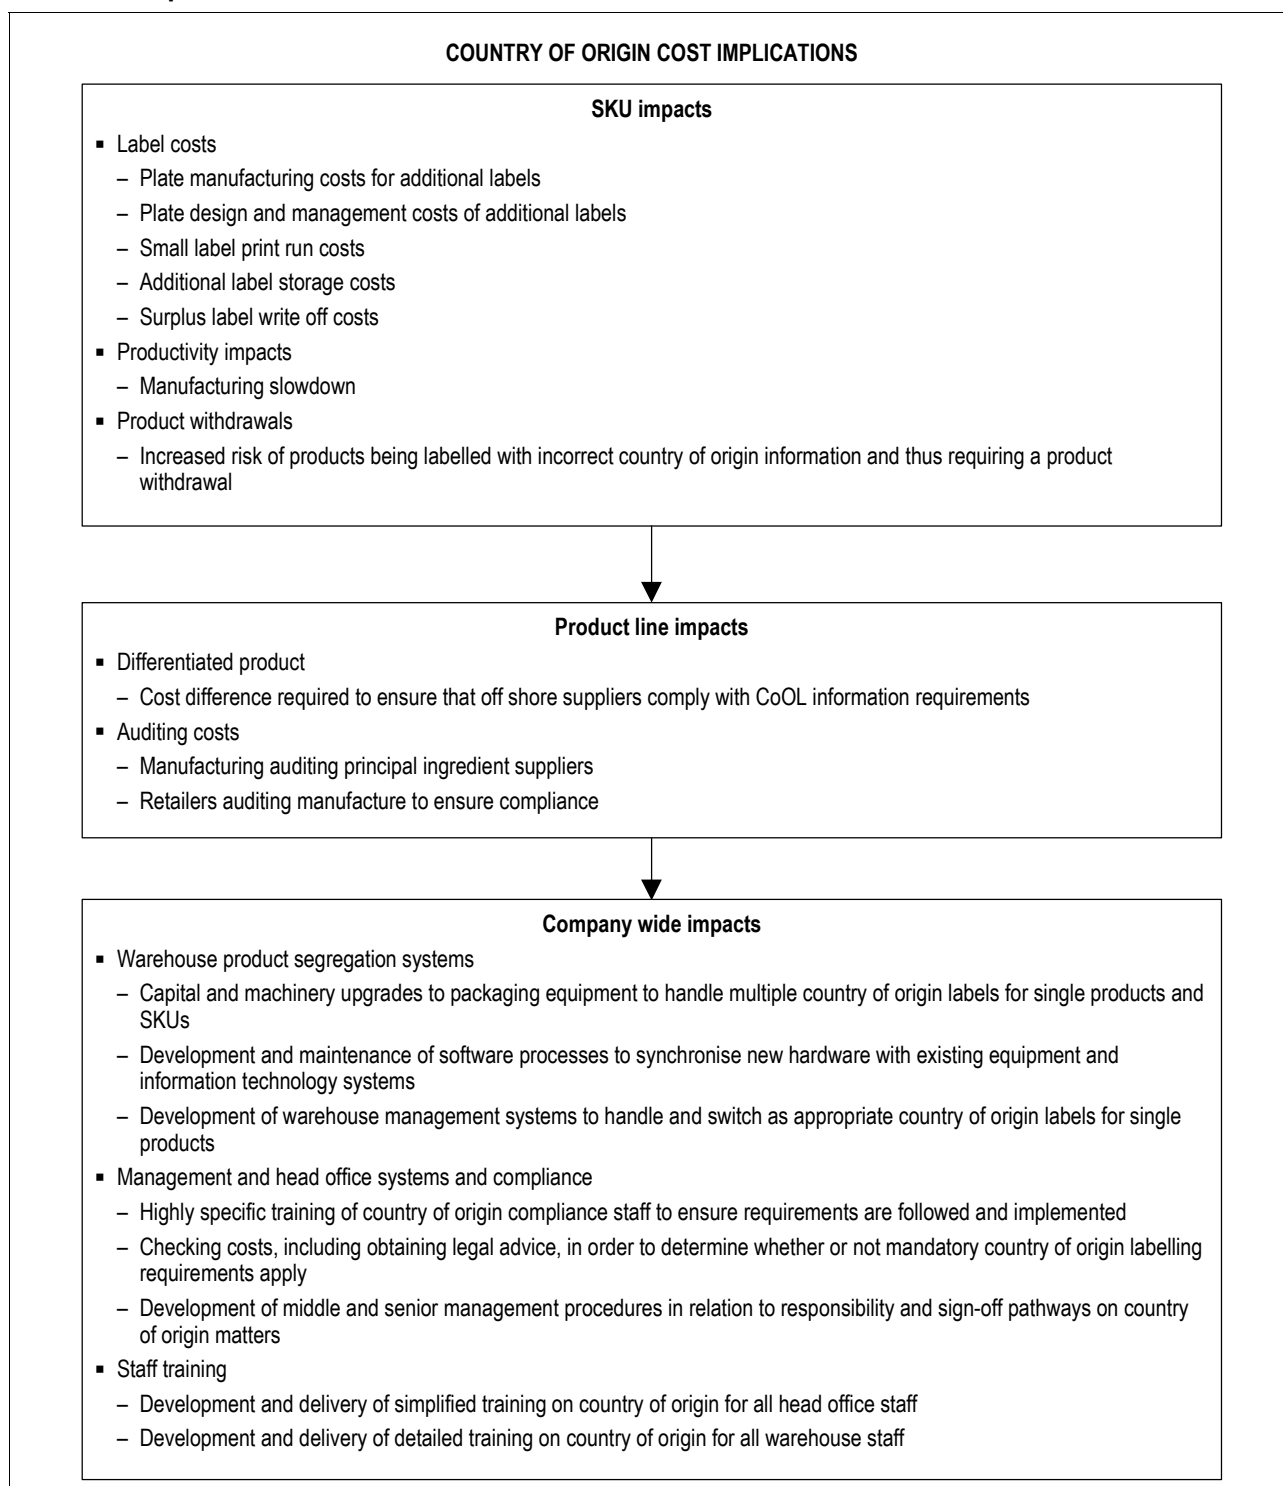 COUNTRY OF ORIGIN COST IMPLICATIONS
SKU impacts
▪ Label costs
– Plate manufacturing costs for additional labels
– Plate design and management costs of additional labels
– Small label print run costs
– Additional label storage costs
– Surplus label write off costs
▪ Productivity impacts
– Manufacturing slowdown
▪ Product withdrawals
– Increased risk of products being labelled with incorrect country of origin information and thus requiring a product
withdrawal
Product line impacts
▪ Differentiated product
– Cost difference required to ensure that off shore suppliers comply with CoOL information requirements
▪ Auditing costs
– Manufacturing auditing principal ingredient suppliers
– Retailers auditing manufacture to ensure compliance
Company wide impacts
▪ Warehouse product segregation systems
– Capital and machinery upgrades to packaging equipment to handle multiple country of origin labels for single products and
SKUs
– Development and maintenance of software processes to synchronise new hardware with existing equipment and
information technology systems
– Development of warehouse management systems to handle and switch as appropriate country of origin labels for single
products
▪ Management and head office systems and compliance
– Highly specific training of country of origin compliance staff to ensure requirements are followed and implemented
– Checking costs, including obtaining legal advice, in order to determine whether or not mandatory country of origin labelling
requirements apply
– Development of middle and senior management procedures in relation to responsibility and sign-off pathways on country
of origin matters
▪ Staff training
– Development and delivery of simplified training on country of origin for all head office staff
– Development and delivery of detailed training on country of origin for all warehouse staff